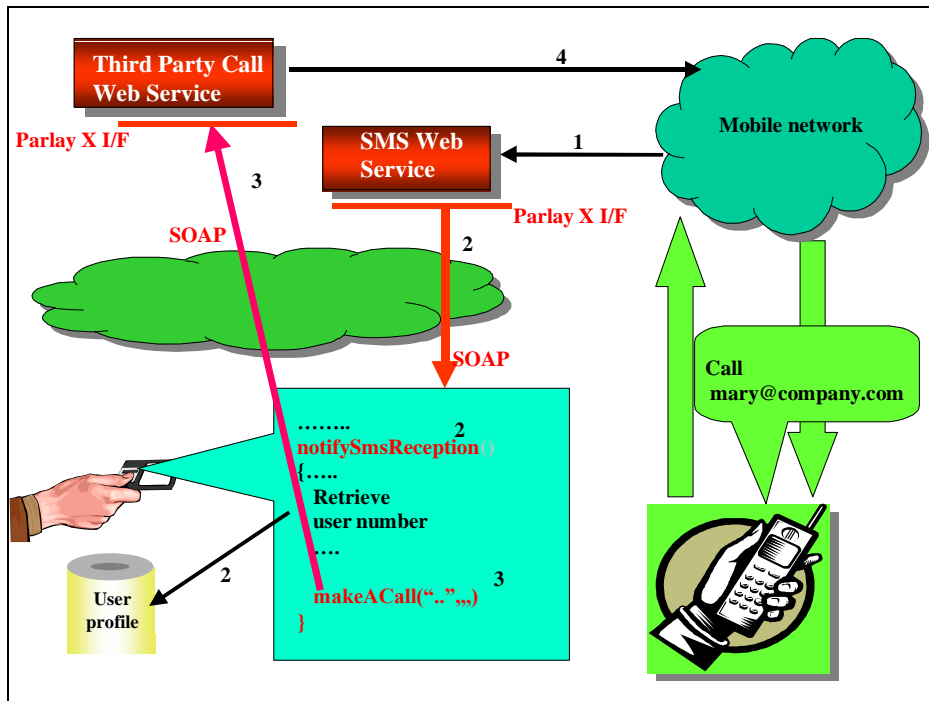 Third Party Call
Web Service
4
Mobile network
Parlay X I/F
SMS Web
Service
1
3
Parlay X I/F
SOAP
2
SOAP
Call
mary@company.com
……..
2
notifySmsReception()
{…..
Retrieve
user number
….
3
makeACall(“..”,,,)
}
2
User
profile